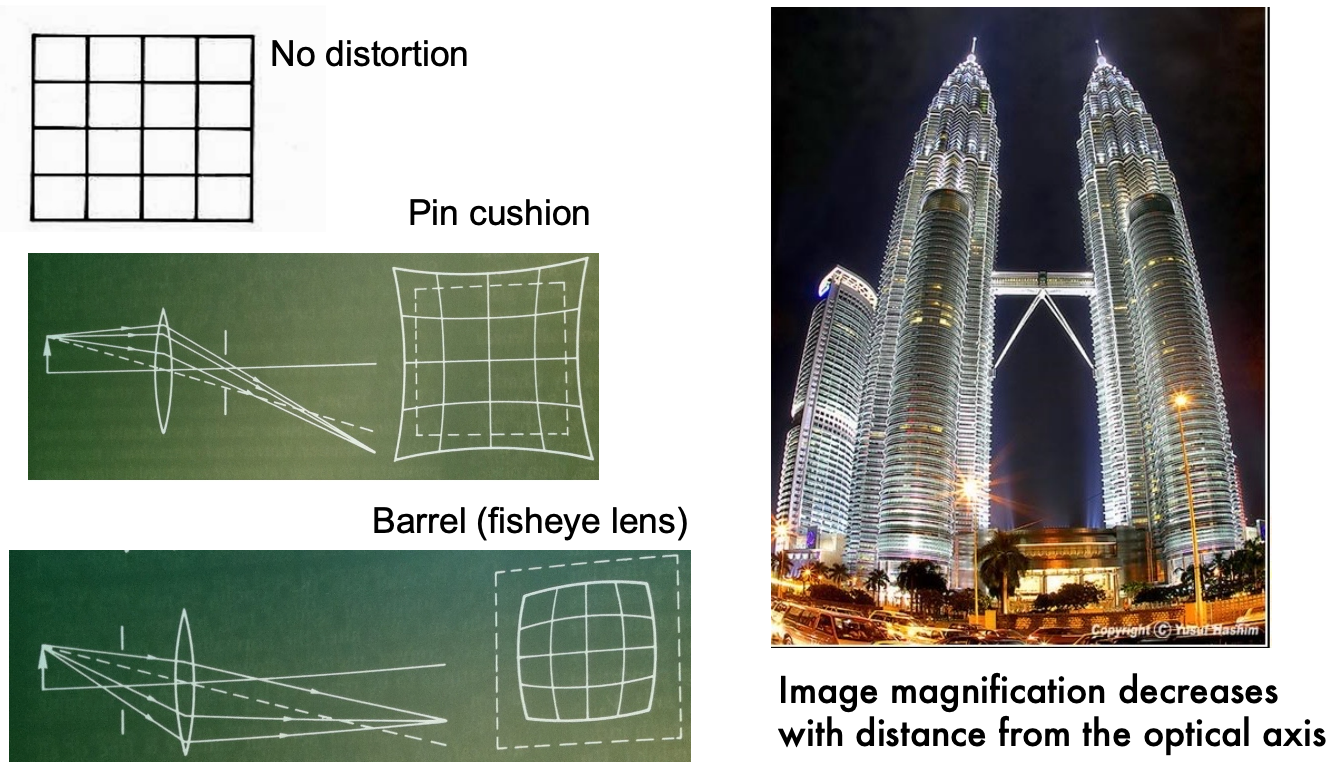 No distortion
Pin cushion
Barrel (fisheye lens)
Copyright (C) Yusuf Hashim
Image magnification decreases
with distance from the optical axis